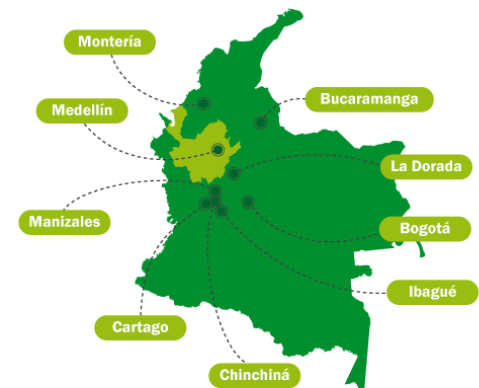 Montería
Bucaramanga
Medellín
La Dorada
Manizales
Bogotá
Ibagué
Cartago
Chinchiná